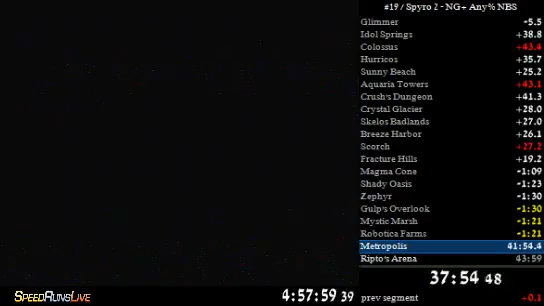 #19 / Spyro 2 - NG+ Any% NBS
Glimmer -5.5
Idol Springs +38.8
Colossus +43.4
Hurricos +35.7
Sunny Beach +25.2
Aquaria Towers +43.1
Crush's Dungeon +41.3
Crystal Glacier +28.0
Skelos Badlands +27.0
Breeze Harbor +26.1
Scorch +27.2
Fracture Hills +19.2
Magma Cone -1:09
Shady Oasis -1:23
Zephyr -1:30
Gulp's Overlook -1:30
Mystic Marsh -1:21
Robotica Farms -1:21
Metropolis 41:54.4
Ripto's Arena 43:59
37:54 48
SpeedRunsLive 4:57:59 39
prev segment +0.1